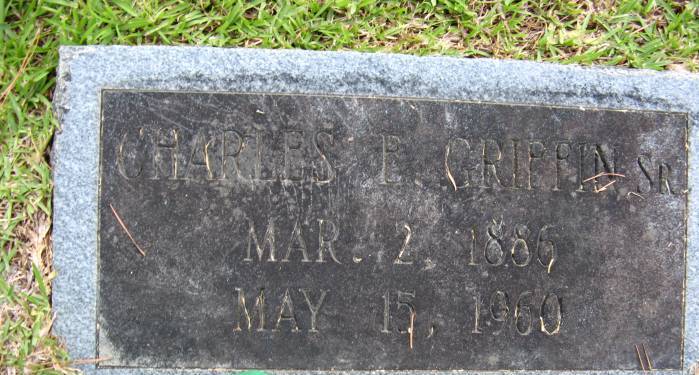 CHARLES E. GRIFFIN, SR.
MAR. 2, 1886
MAY 15, 1960